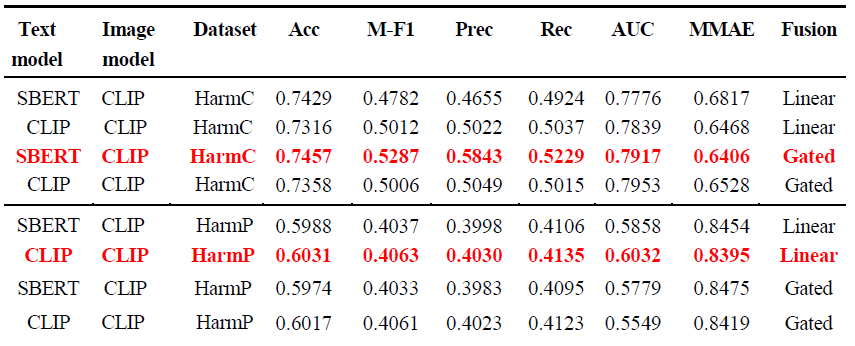 Text model Image model Dataset Acc M-F1 Prec Rec AUC MMAE Fusion
SBERT CLIP HarmC 0.7429 0.4782 0.4655 0.4924 0.7776 0.6817 Linear
CLIP CLIP HarmC 0.7316 0.5012 0.5022 0.5037 0.7839 0.6468 Linear
SBERT CLIP HarmC 0.7457 0.5287 0.5843 0.5229 0.7917 0.6406 Gated
CLIP CLIP HarmC 0.7358 0.5006 0.5049 0.5015 0.7953 0.6528 Gated
SBERT CLIP HarmP 0.5988 0.4037 0.3998 0.4106 0.5858 0.8454 Linear
CLIP CLIP HarmP 0.6031 0.4063 0.4030 0.4135 0.6032 0.8395 Linear
SBERT CLIP HarmP 0.5974 0.4033 0.3983 0.4095 0.5779 0.8475 Gated
CLIP CLIP HarmP 0.6017 0.4061 0.4023 0.4123 0.5549 0.8419 Gated